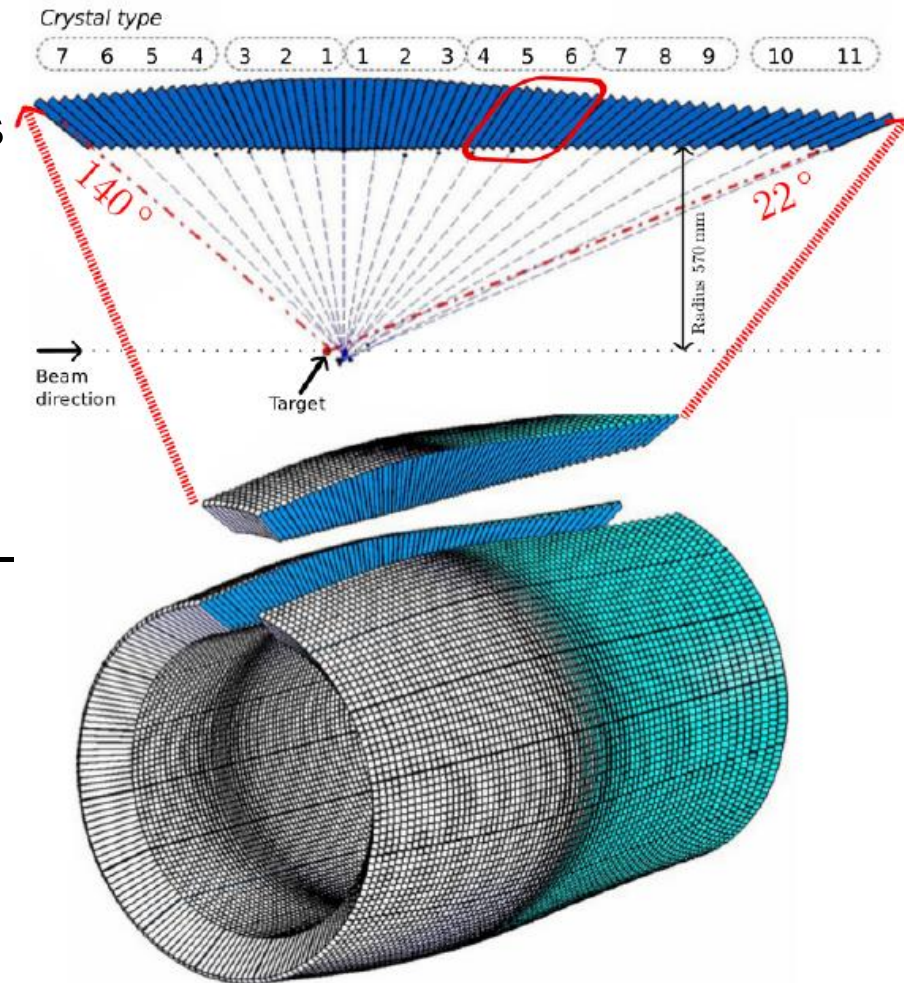 Crystal type
7 6 5 4 3 2 1 1 2 3 4 5 6 7 8 9 10 11
s
140°
22°
Radius 570 mm
Beam
direction
Target